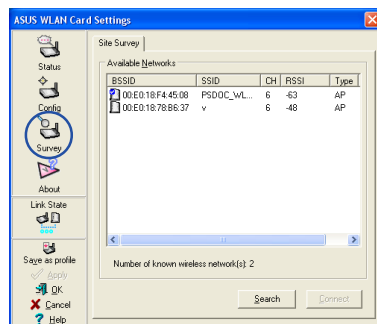 ASUS WLAN Card Settings
Status
Config
Survey
About
Link State
Save as profile
Apply
OK
Cancel
Help
Site Survey
Available Networks
BSSID SSID CH RSSI Type
00:E0:18:F4:45:08 PSDOC_WL... 6 -63 AP
00:E0:18:78:B6:37 v 6 -48 AP
Number of known wireless network(s): 2
Search Connect